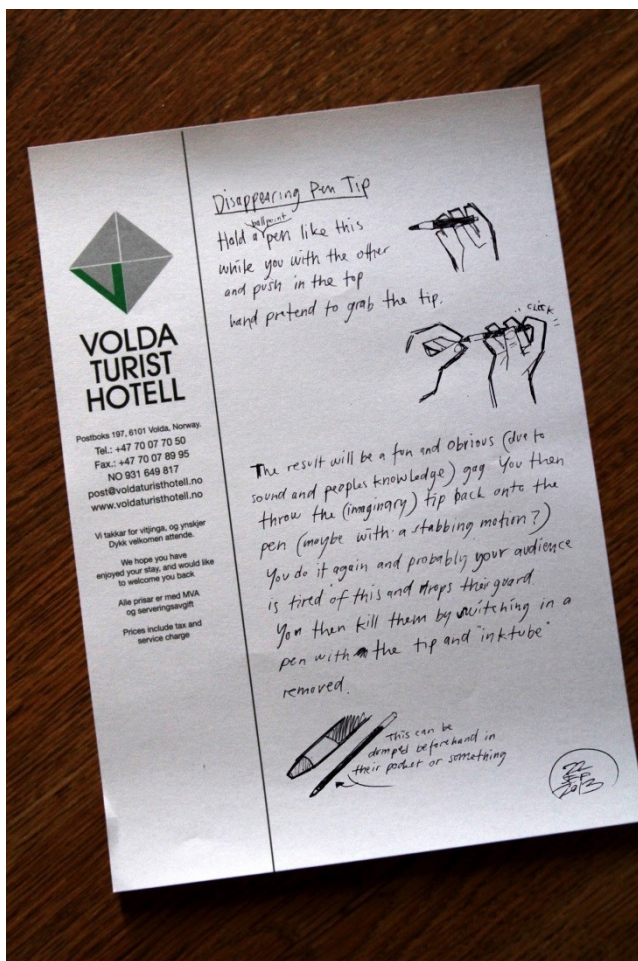 VOLDA
TURIST
HOTELL
Postboks 197, 6101 Volda, Norway.
Tel.: +47 70 07 70 50
Fax.: +47 70 07 89 95
NO 931 649 817
post@voldaturisthotell.no
www.voldaturisthotell.no
Vi takkar for vitjinga, og ynskjer
Dykk velkomen attende.
We hope you have
enjoyed your stay, and would like
to welcome you back
Alle prisar er med MVA
og serveringsavgift
Prices include tax and
service charge
Disappearing Pen Tip
ballpoint
Hold a pen like this
while you with the other
and push in the top
hand pretend to grab the tip.
CLICK
The result will be a fun and obvious (due to
sound and peoples knowledge) gag. You then
throw the (imaginary) tip back onto the
pen (maybe with a stabbing motion?)
You do it again and probably your audience
is tired of this and drops their guard.
You then kill them by switching in a
pen with the tip and "inktube"
removed.
This can be
dumped beforehand in
their pocket or something
22
2013